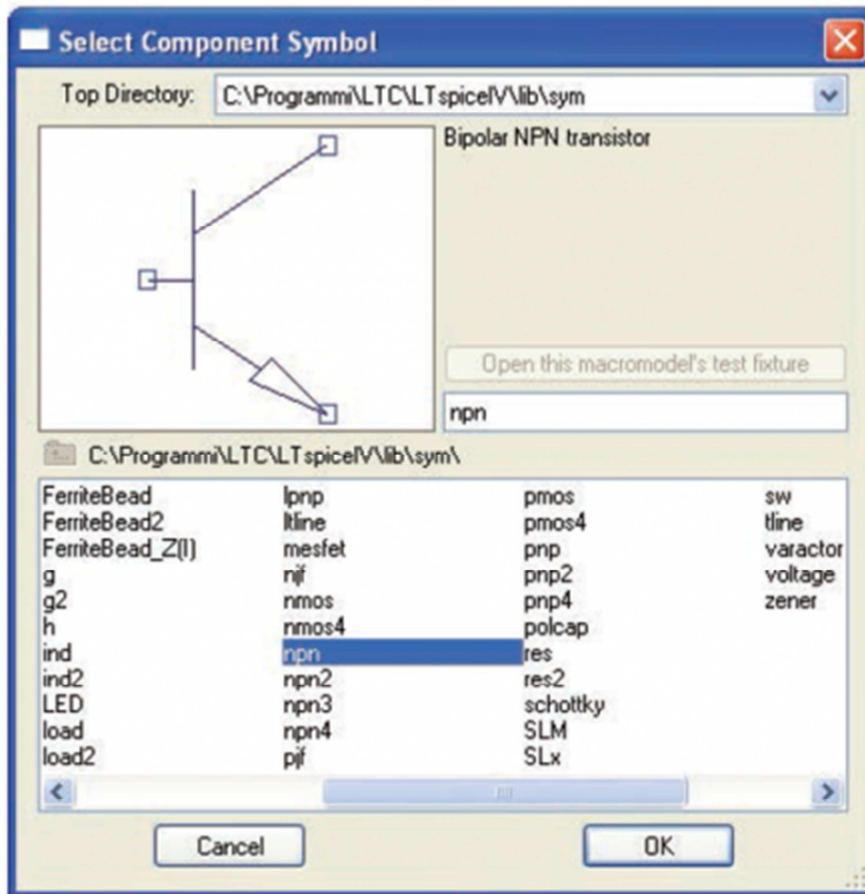 Select Component Symbol
Top Directory: C:\Programmi\LTC\LTspiceIV\lib\sym
Bipolar NPN transistor
Open this macromodel's test fixture
npn
C:\Programmi\LTC\LTspiceIV\lib\sym\
FerriteBead lpnp pmos sw
FerriteBead2 ltline pmos4 tline
FerriteBead_Z(I) mesfet pnp varactor
g njf pnp2 voltage
g2 nmos pnp4 zener
h nmos4 polcap
ind npn res
ind2 npn2 res2
LED npn3 schottky
load npn4 SLM
load2 pjf SLx
Cancel OK